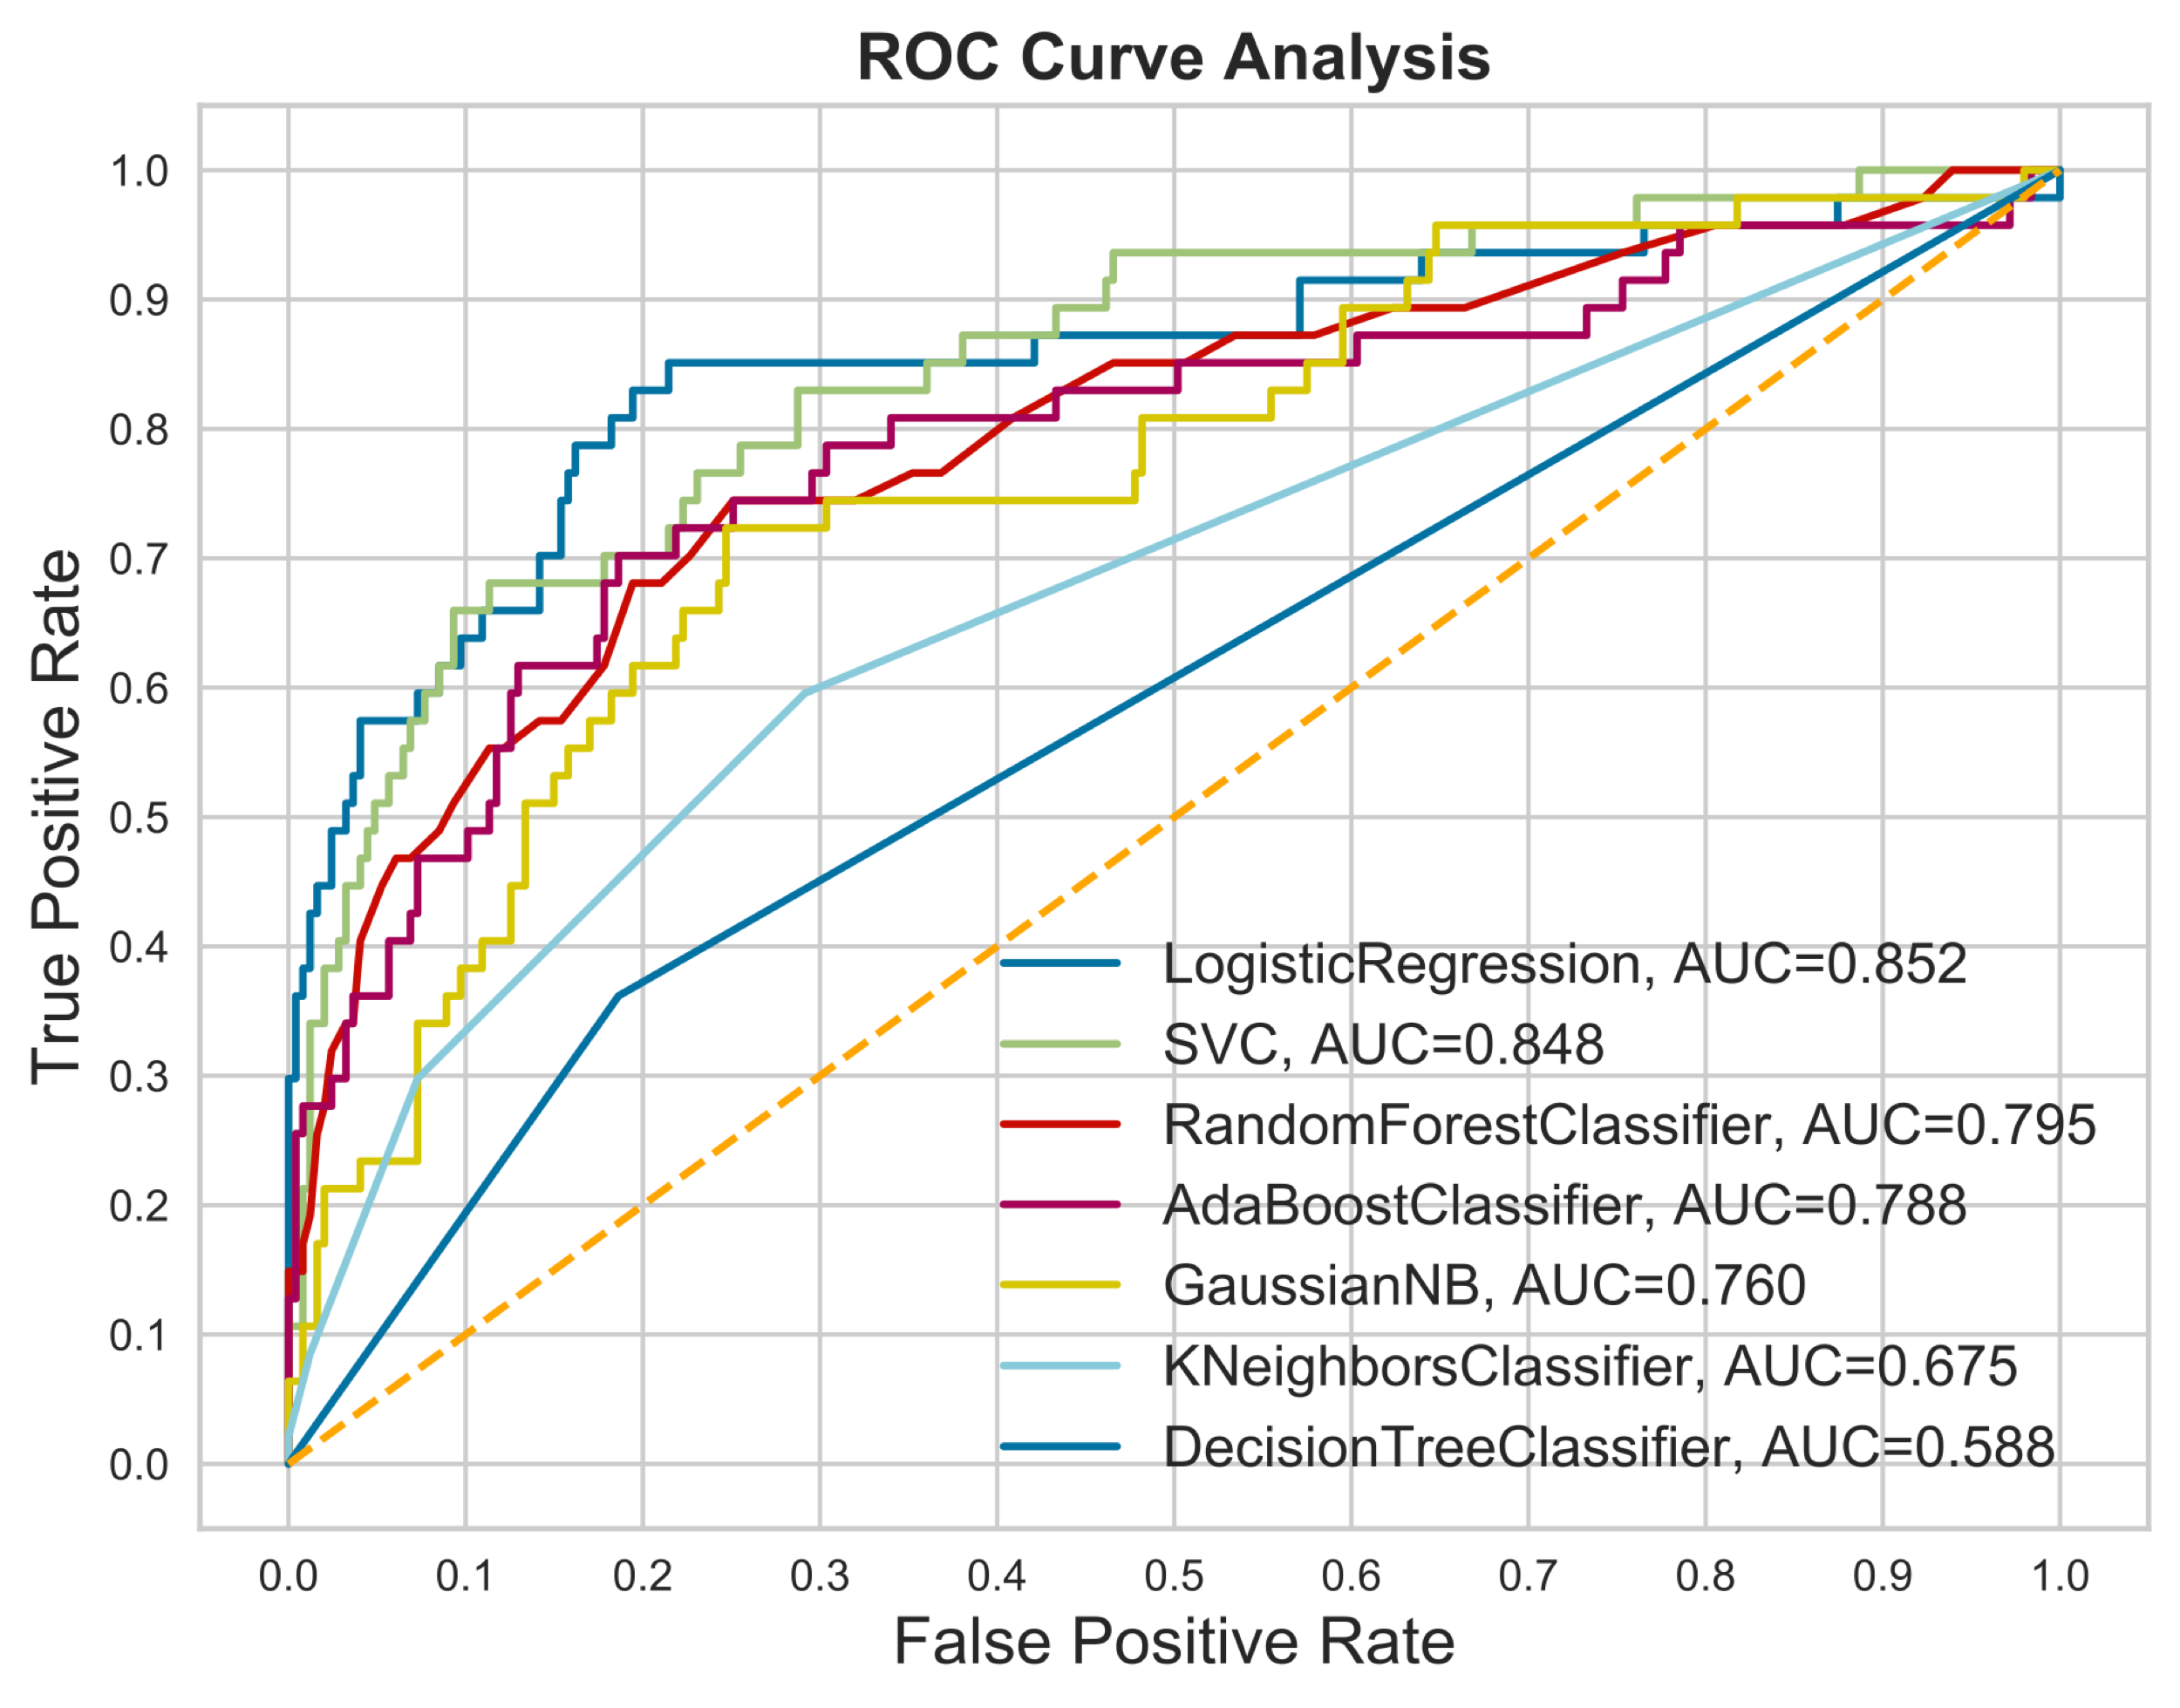 ROC Curve Analysis
True Positive Rate
1.0
0.9
0.8
0.7
0.6
0.5
0.4
0.3
0.2
0.1
0.0
LogisticRegression, AUC=0.852
SVC, AUC=0.848
RandomForestClassifier, AUC=0.795
AdaBoostClassifier, AUC=0.788
GaussianNB, AUC=0.760
KNeighborsClassifier, AUC=0.675
DecisionTreeClassifier, AUC=0.588
0.0 0.1 0.2 0.3 0.4 0.5 0.6 0.7 0.8 0.9 1.0
False Positive Rate